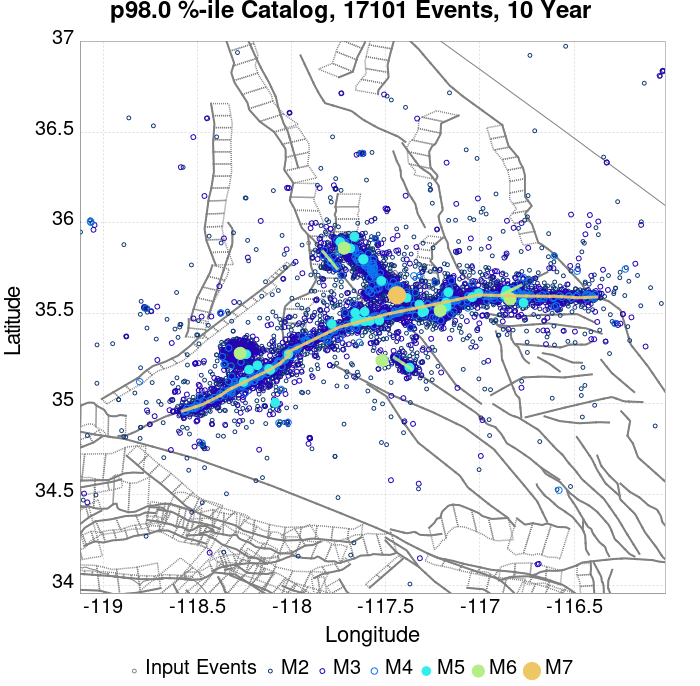 p98.0 %-ile Catalog, 17101 Events, 10 Year
37
36.5
36
35.5
35
34.5
34
Latitude
-119
-118.5
-118
-117.5
-117
-116.5
Longitude
Input Events
M2
M3
M4
M5
M6
M7